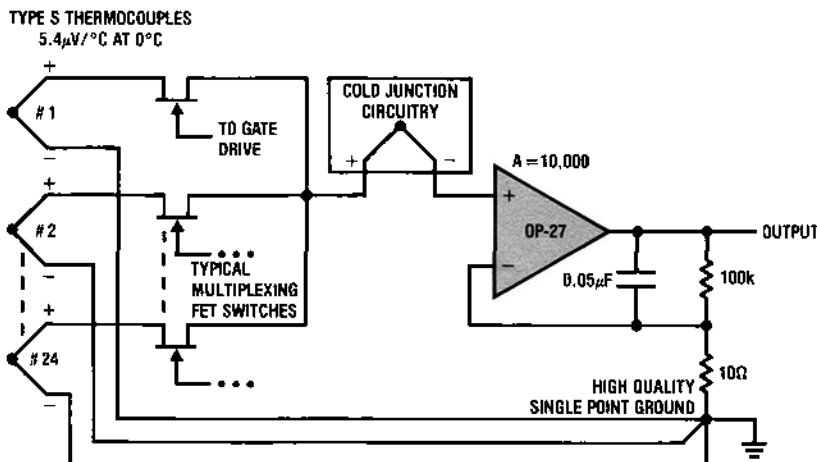 TYPE S THERMOCOUPLES
5.4μV/°C AT 0°C
+
#1
−
TO GATE
DRIVE
COLD JUNCTION
CIRCUITRY
+
−
A = 10,000
+
OP-27
−
OUTPUT
+
#2
−
TYPICAL
MULTIPLEXING
FET SWITCHES
0.05μF
100k
+
#24
−
10Ω
HIGH QUALITY
SINGLE POINT GROUND